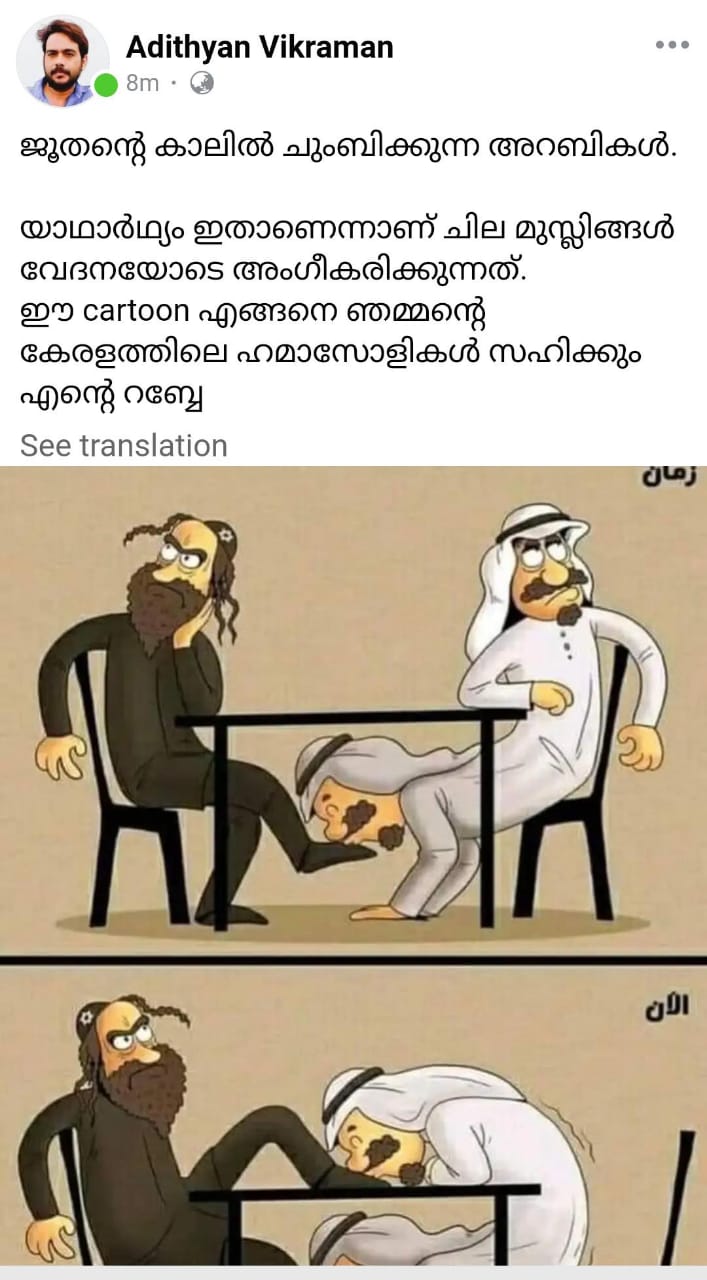 Adithyan Vikraman
8m ·
ജൂതന്റെ കാലിൽ ചുംബിക്കുന്ന അറബികൾ.
യാഥാർഥ്യം ഇതാണെന്നാണ് ചില മുസ്ലിങ്ങൾ
വേദനയോടെ അംഗീകരിക്കുന്നത്.
ഈ cartoon എങ്ങനെ ഞമ്മന്റെ
കേരളത്തിലെ ഹമാസോളികൾ സഹിക്കും
എന്റെ റബ്ബേ
See translation
زمان
الآن